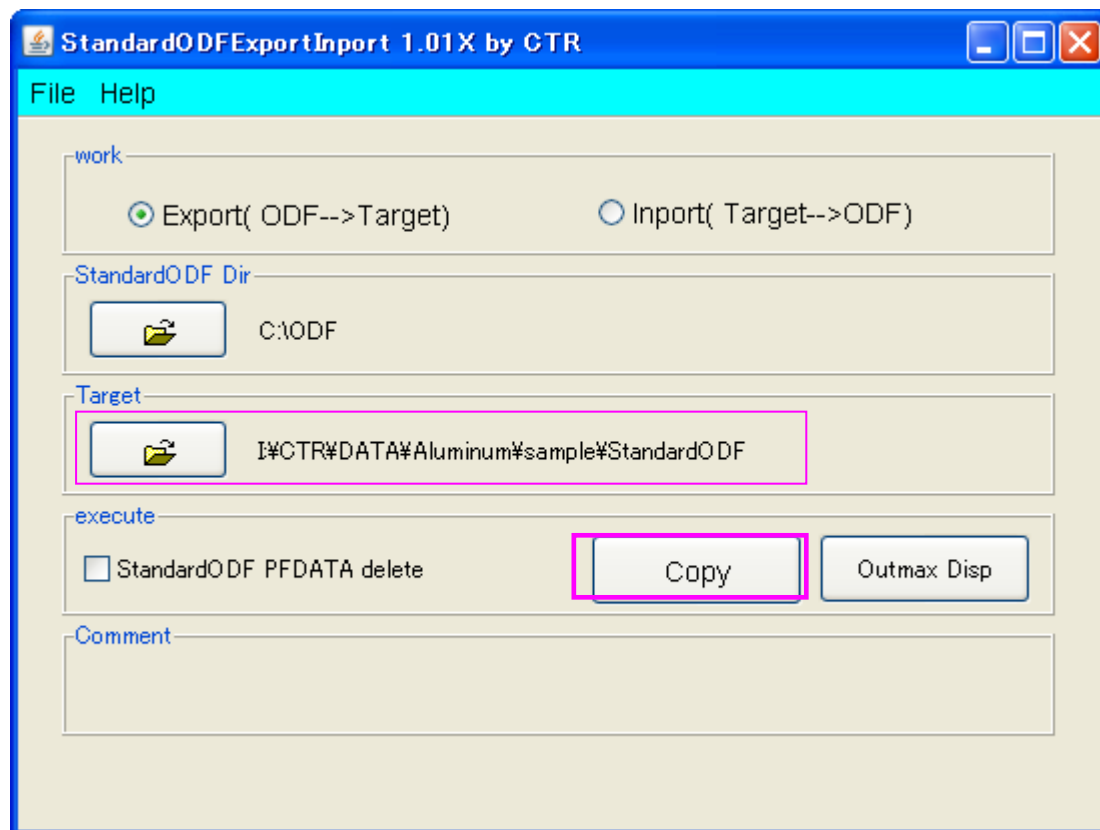 StandardODFExportInport 1.01X by CTR
File Help
work
Export( ODF-->Target) Inport( Target-->ODF)
StandardODF Dir
C:\ODF
Target
I¥CTR¥DATA¥Aluminum¥sample¥StandardODF
execute
StandardODF PFDATA delete Copy Outmax Disp
Comment